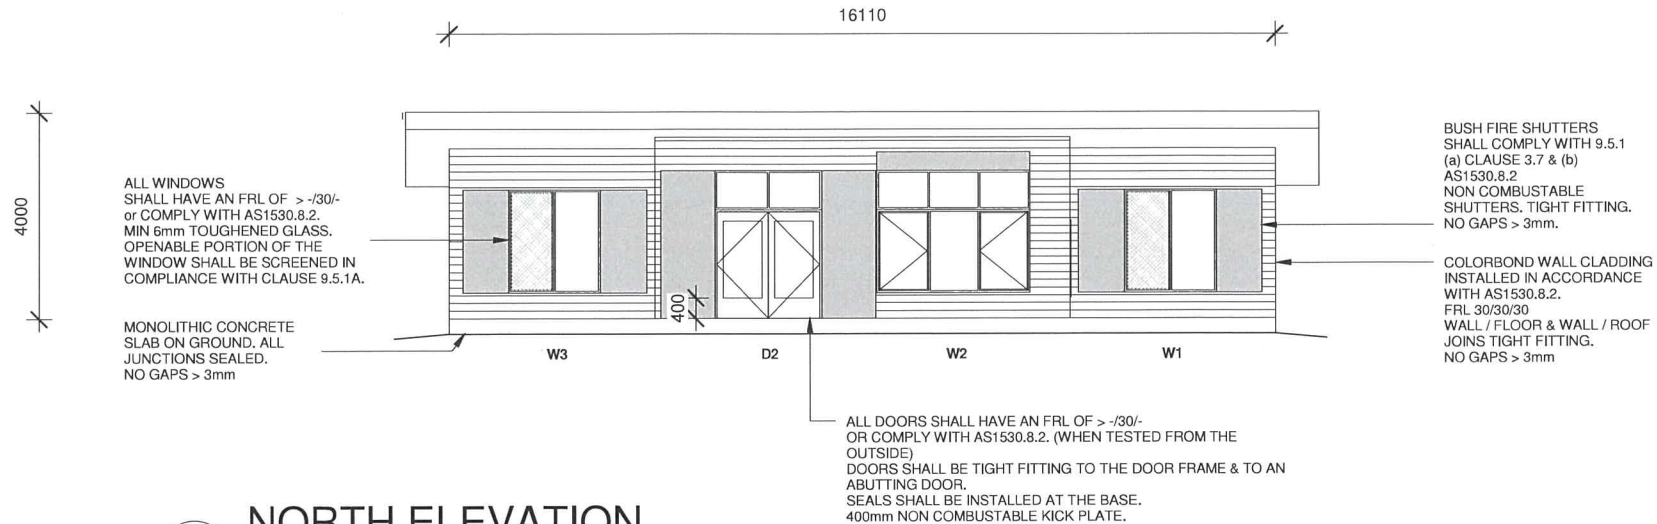 16110
4000
ALL WINDOWS
SHALL HAVE AN FRL OF > -/30/-
or COMPLY WITH AS1530.8.2.
MIN 6mm TOUGHENED GLASS.
OPENABLE PORTION OF THE
WINDOW SHALL BE SCREENED IN
COMPLIANCE WITH CLAUSE 9.5.1A.
MONOLITHIC CONCRETE
SLAB ON GROUND. ALL
JUNCTIONS SEALED.
NO GAPS > 3mm
400
W3
D2
W2
W1
BUSH FIRE SHUTTERS
SHALL COMPLY WITH 9.5.1
(a) CLAUSE 3.7 & (b)
AS1530.8.2
NON COMBUSTABLE
SHUTTERS. TIGHT FITTING.
NO GAPS > 3mm.
COLORBOND WALL CLADDING
INSTALLED IN ACCORDANCE
WITH AS1530.8.2.
FRL 30/30/30
WALL / FLOOR & WALL / ROOF
JOINS TIGHT FITTING.
NO GAPS > 3mm
ALL DOORS SHALL HAVE AN FRL OF > -/30/-
OR COMPLY WITH AS1530.8.2. (WHEN TESTED FROM THE
OUTSIDE)
DOORS SHALL BE TIGHT FITTING TO THE DOOR FRAME & TO AN
ABUTTING DOOR.
SEALS SHALL BE INSTALLED AT THE BASE.
400mm NON COMBUSTABLE KICK PLATE.
NORTH ELEVATION